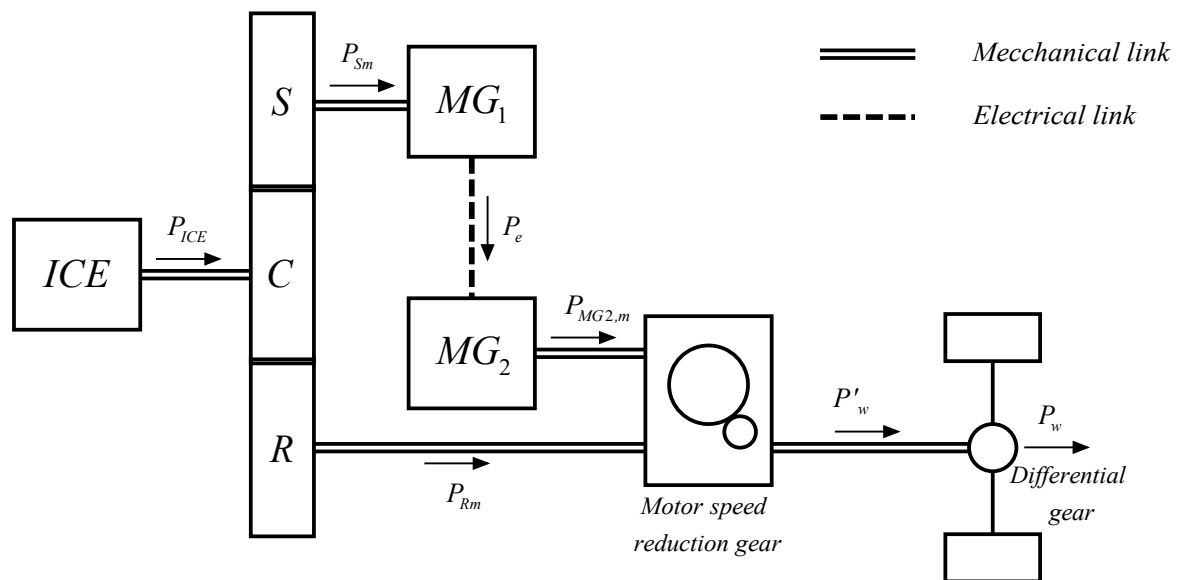 P_Sm
S
MG_1
Mecchanical link
Electrical link
P_ICE
P_e
ICE
C
P_MG2,m
MG_2
P'_w
P_w
R
P_Rm
Differential
gear
Motor speed
reduction gear